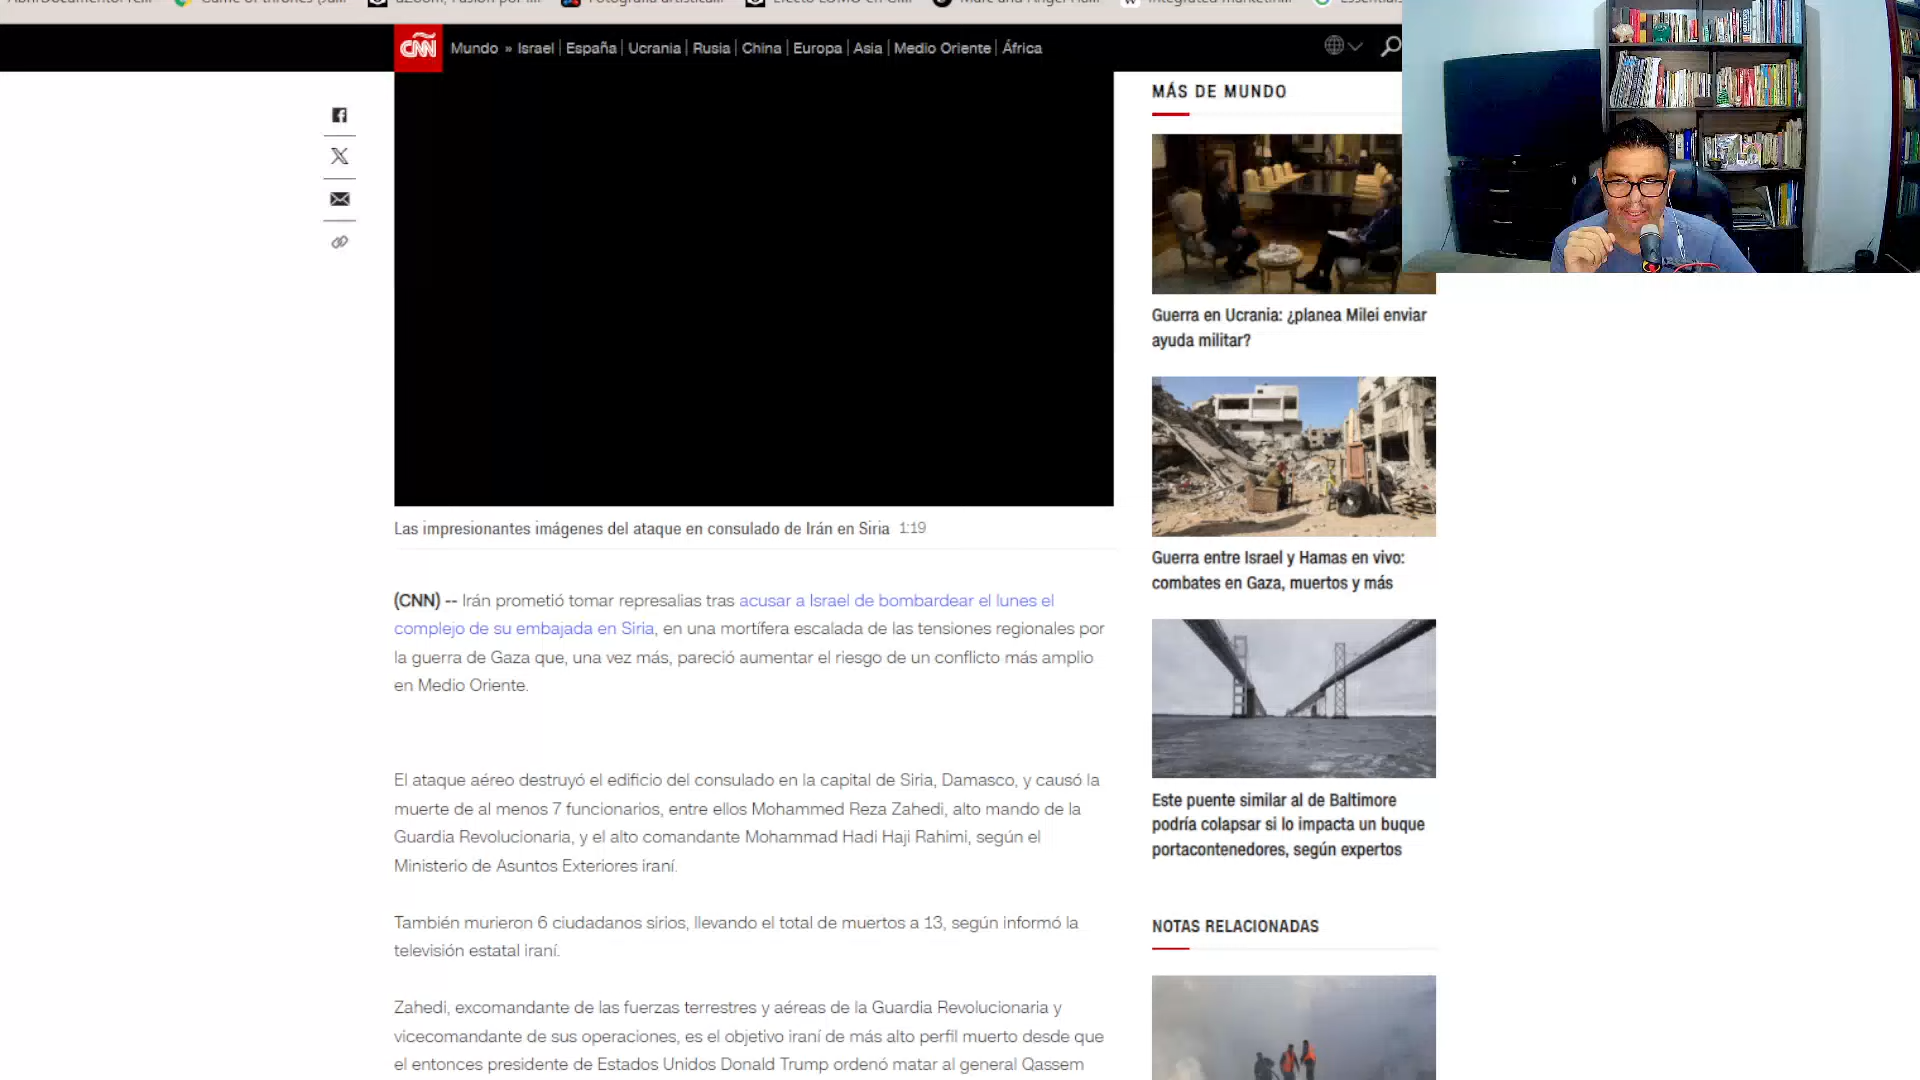 CNN Mundo » Israel | España | Ucrania | Rusia | China | Europa | Asia | Medio Oriente | África
MÁS DE MUNDO
Guerra en Ucrania: ¿planea Milei enviar
ayuda militar?
Guerra entre Israel y Hamas en vivo:
combates en Gaza, muertos y más
Este puente similar al de Baltimore
podría colapsar si lo impacta un buque
portacontenedores, según expertos
NOTAS RELACIONADAS
Las impresionantes imágenes del ataque en consulado de Irán en Siria 1:19
(CNN) -- Irán prometió tomar represalias tras acusar a Israel de bombardear el lunes el
complejo de su embajada en Siria, en una mortífera escalada de las tensiones regionales por
la guerra de Gaza que, una vez más, pareció aumentar el riesgo de un conflicto más amplio
en Medio Oriente.
El ataque aéreo destruyó el edificio del consulado en la capital de Siria, Damasco, y causó la
muerte de al menos 7 funcionarios, entre ellos Mohammed Reza Zahedi, alto mando de la
Guardia Revolucionaria, y el alto comandante Mohammad Hadi Haji Rahimi, según el
Ministerio de Asuntos Exteriores iraní.
También murieron 6 ciudadanos sirios, llevando el total de muertos a 13, según informó la
televisión estatal iraní.
Zahedi, excomandante de las fuerzas terrestres y aéreas de la Guardia Revolucionaria y
vicecomandante de sus operaciones, es el objetivo iraní de más alto perfil muerto desde que
el entonces presidente de Estados Unidos Donald Trump ordenó matar al general Qassem